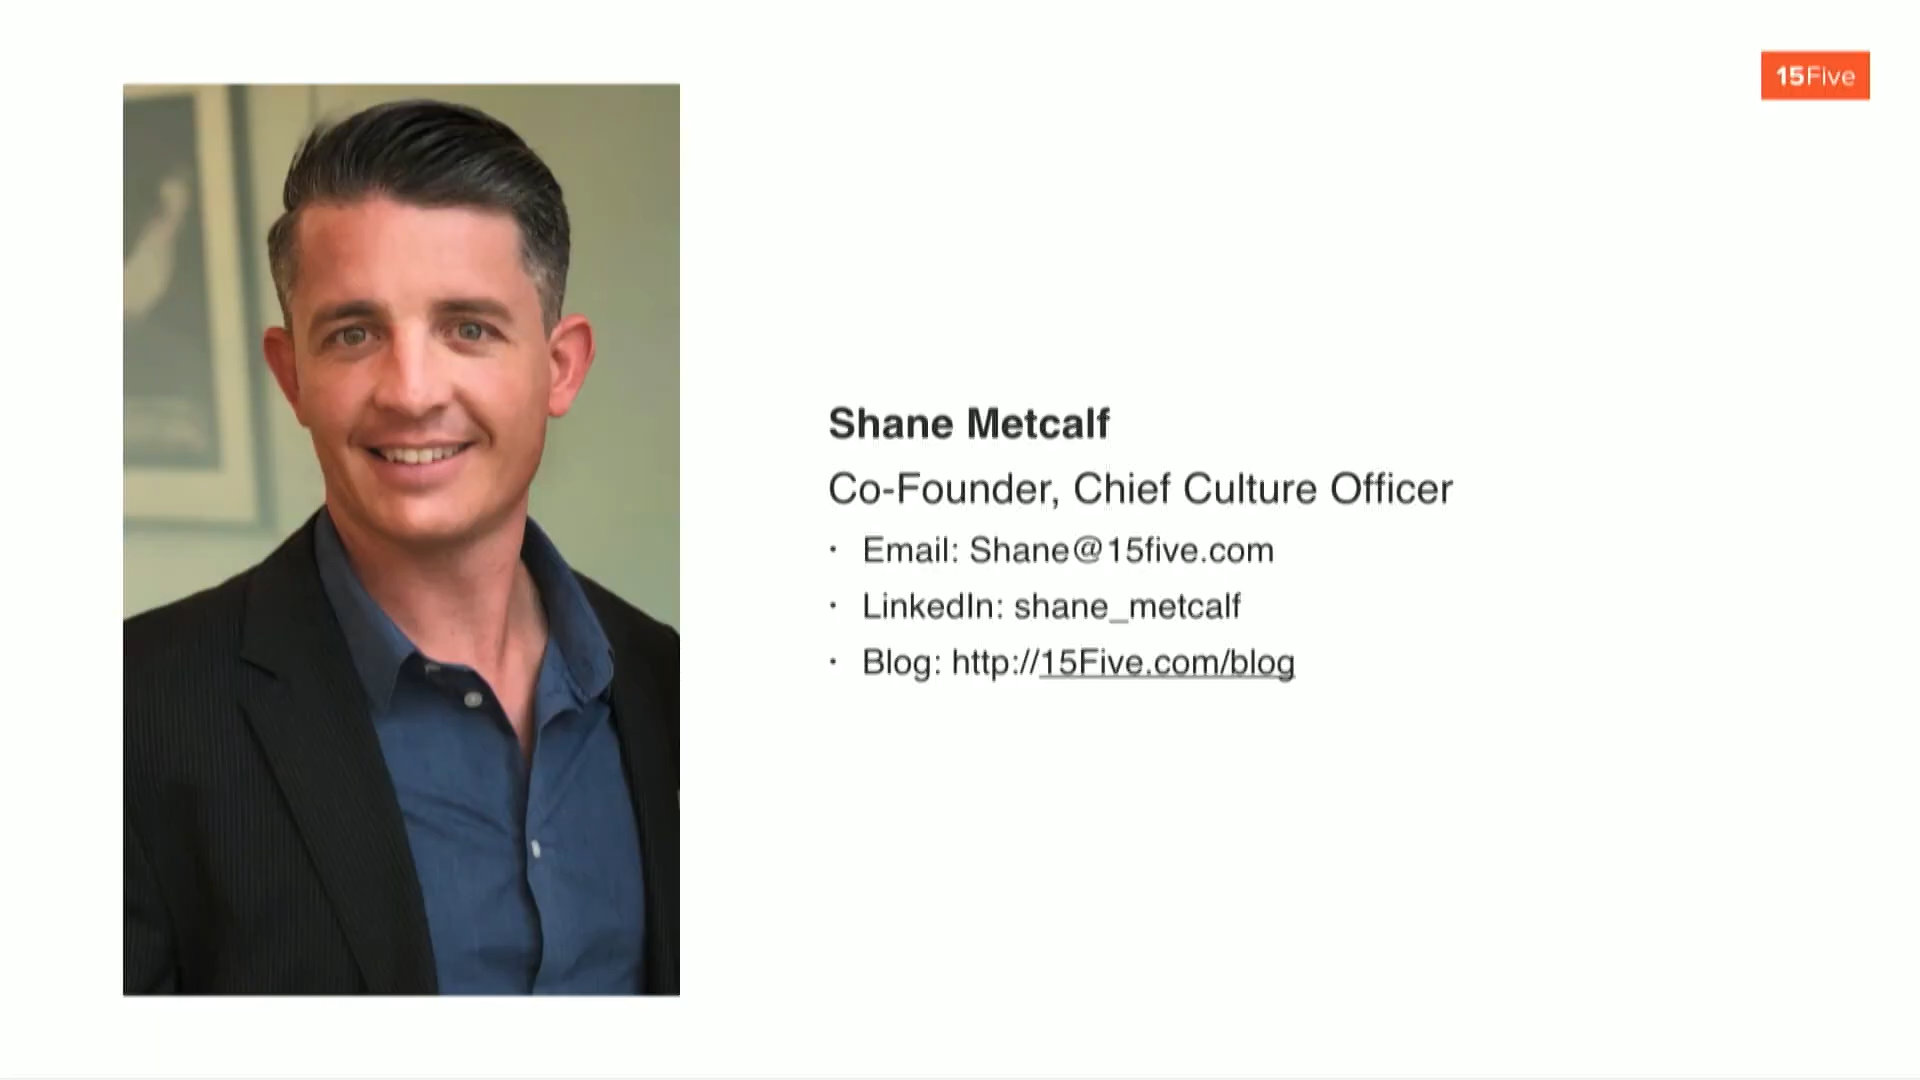 15Five
Shane Metcalf
Co-Founder, Chief Culture Officer
· Email: Shane@15five.com
· LinkedIn: shane_metcalf
· Blog: http://15Five.com/blog